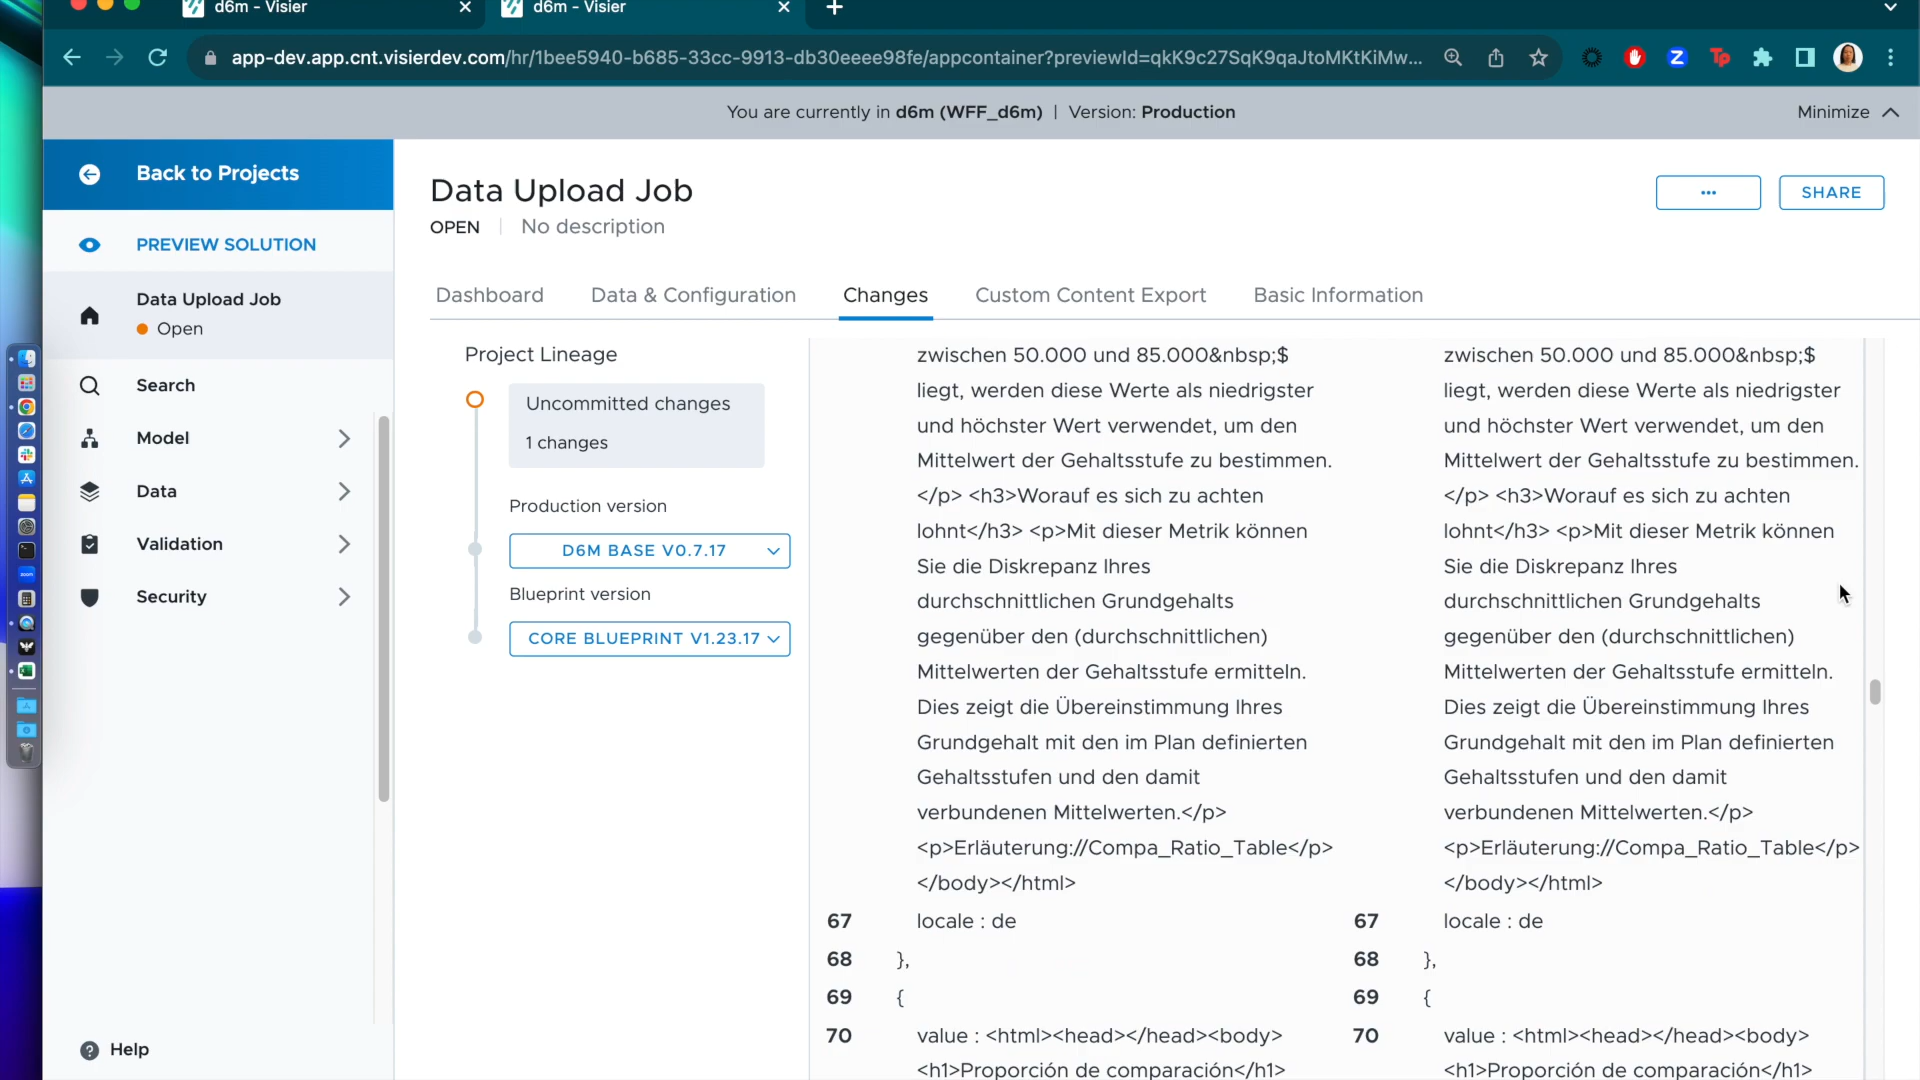 d6m - Visier
d6m - Visier
app-dev.app.cnt.visierdev.com/hr/1bee5940-b685-33cc-9913-db30eeee98fe/appcontainer?previewId=qkK9c27SqK9qaJtoMKtKiMw...
You are currently in d6m (WFF_d6m) | Version: Production
Minimize
Back to Projects
PREVIEW SOLUTION
Data Upload Job
Open
Search
Model
Data
Validation
Security
Help
Data Upload Job
OPEN
No description
...
SHARE
Dashboard
Data & Configuration
Changes
Custom Content Export
Basic Information
Project Lineage
Uncommitted changes
1 changes
Production version
D6M BASE V0.7.17
Blueprint version
CORE BLUEPRINT V1.23.17
zwischen 50.000 und 85.000&nbsp;$
liegt, werden diese Werte als niedrigster
und höchster Wert verwendet, um den
Mittelwert der Gehaltsstufe zu bestimmen.
</p> <h3>Worauf es sich zu achten
lohnt</h3> <p>Mit dieser Metrik können
Sie die Diskrepanz Ihres
durchschnittlichen Grundgehalts
gegenüber den (durchschnittlichen)
Mittelwerten der Gehaltsstufe ermitteln.
Dies zeigt die Übereinstimmung Ihres
Grundgehalt mit den im Plan definierten
Gehaltsstufen und den damit
verbundenen Mittelwerten.</p>
<p>Erläuterung://Compa_Ratio_Table</p>
</body></html>
67 locale : de
68 },
69 {
70 value : <html><head></head><body>
<h1>Proporción de comparación</h1>
zwischen 50.000 und 85.000&nbsp;$
liegt, werden diese Werte als niedrigster
und höchster Wert verwendet, um den
Mittelwert der Gehaltsstufe zu bestimmen.
</p> <h3>Worauf es sich zu achten
lohnt</h3> <p>Mit dieser Metrik können
Sie die Diskrepanz Ihres
durchschnittlichen Grundgehalts
gegenüber den (durchschnittlichen)
Mittelwerten der Gehaltsstufe ermitteln.
Dies zeigt die Übereinstimmung Ihres
Grundgehalt mit den im Plan definierten
Gehaltsstufen und den damit
verbundenen Mittelwerten.</p>
<p>Erläuterung://Compa_Ratio_Table</p>
</body></html>
67 locale : de
68 },
69 {
70 value : <html><head></head><body>
<h1>Proporción de comparación</h1>